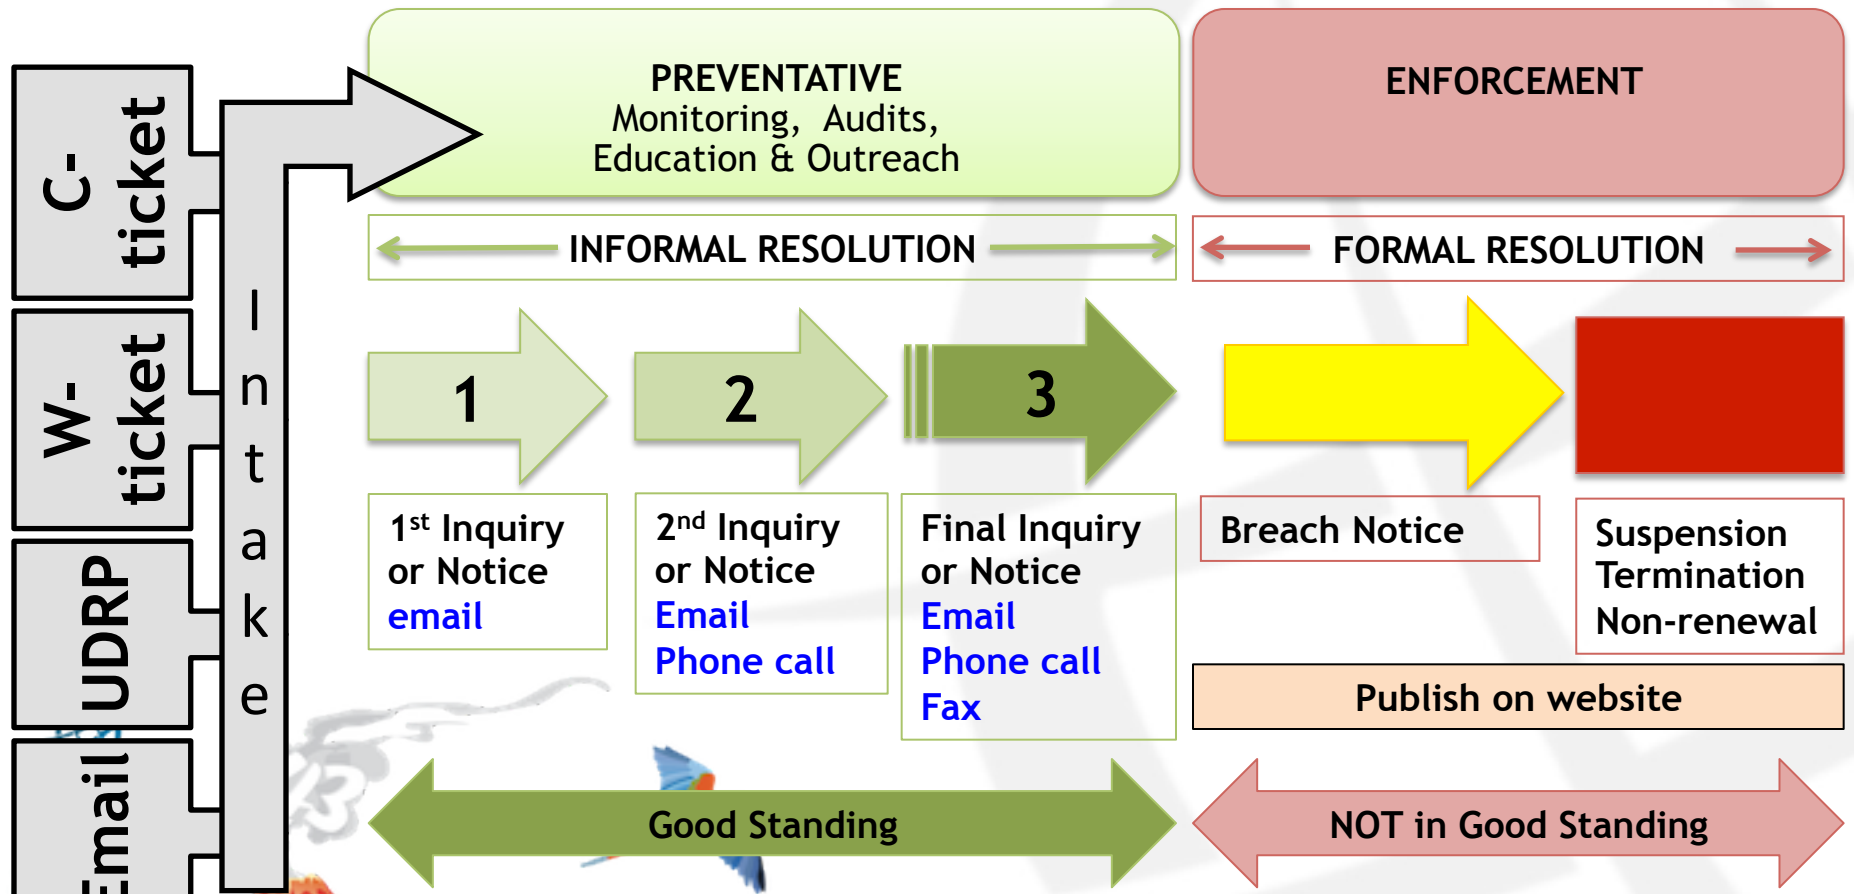 C-
ticket
W-
ticket
UDRP
Email
Intake
PREVENTATIVE
Monitoring, Audits,
Education & Outreach
ENFORCEMENT
INFORMAL RESOLUTION
FORMAL RESOLUTION
1
2
3
1st Inquiry
or Notice
email
2nd Inquiry
or Notice
Email
Phone call
Final Inquiry
or Notice
Email
Phone call
Fax
Breach Notice
Suspension
Termination
Non-renewal
Publish on website
Good Standing
NOT in Good Standing